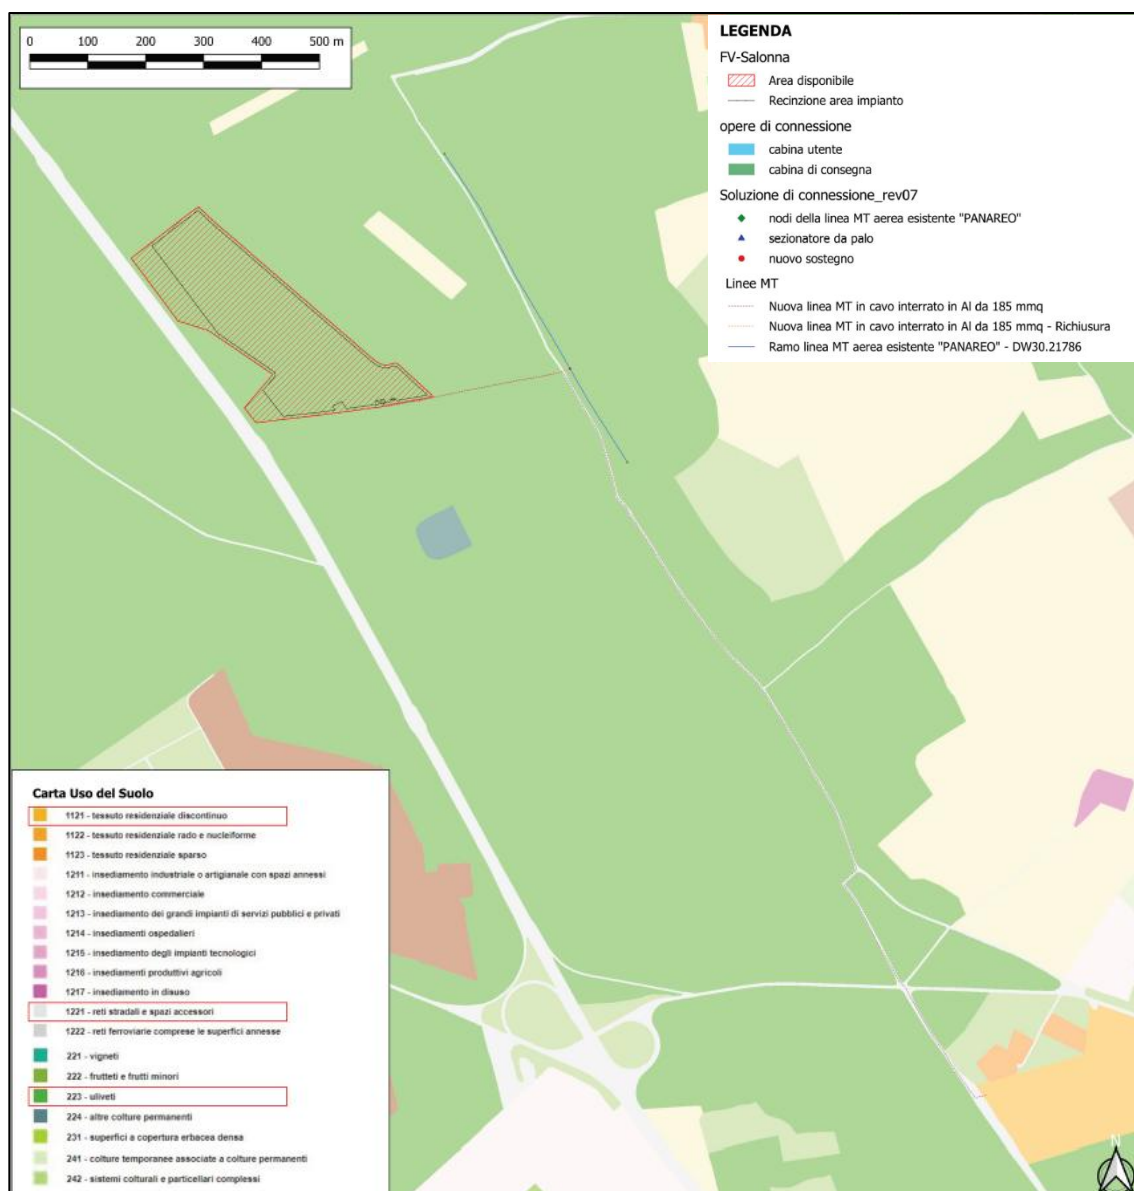 0 100 200 300 400 500 m
LEGENDA
FV-Salonna
Area disponibile
Recinzione area impianto
opere di connessione
cabina utente
cabina di consegna
Soluzione di connessione_rev07
nodi della linea MT aerea esistente "PANAREO"
sezionatore da palo
nuovo sostegno
Linee MT
Nuova linea MT in cavo interrato in Al da 185 mmq
Nuova linea MT in cavo interrato in Al da 185 mmq - Richiusura
Ramo linea MT aerea esistente "PANAREO" - DW30.21786
Carta Uso del Suolo
1121 - tessuto residenziale discontinuo
1122 - tessuto residenziale rado e nucleiforme
1123 - tessuto residenziale sparso
1211 - insediamento industriale o artigianale con spazi annessi
1212 - insediamento commerciale
1213 - insediamento dei grandi impianti di servizi pubblici e privati
1214 - insediamenti ospedalieri
1215 - insediamento degli impianti tecnologici
1216 - insediamenti produttivi agricoli
1217 - insediamento in disuso
1221 - reti stradali e spazi accessori
1222 - reti ferroviarie comprese le superfici annesse
221 - vigneti
222 - frutteti e frutti minori
223 - uliveti
224 - altre colture permanenti
231 - superfici a copertura erbacea densa
241 - colture temporanee associate a colture permanenti
242 - sistemi colturali e particellari complessi
N